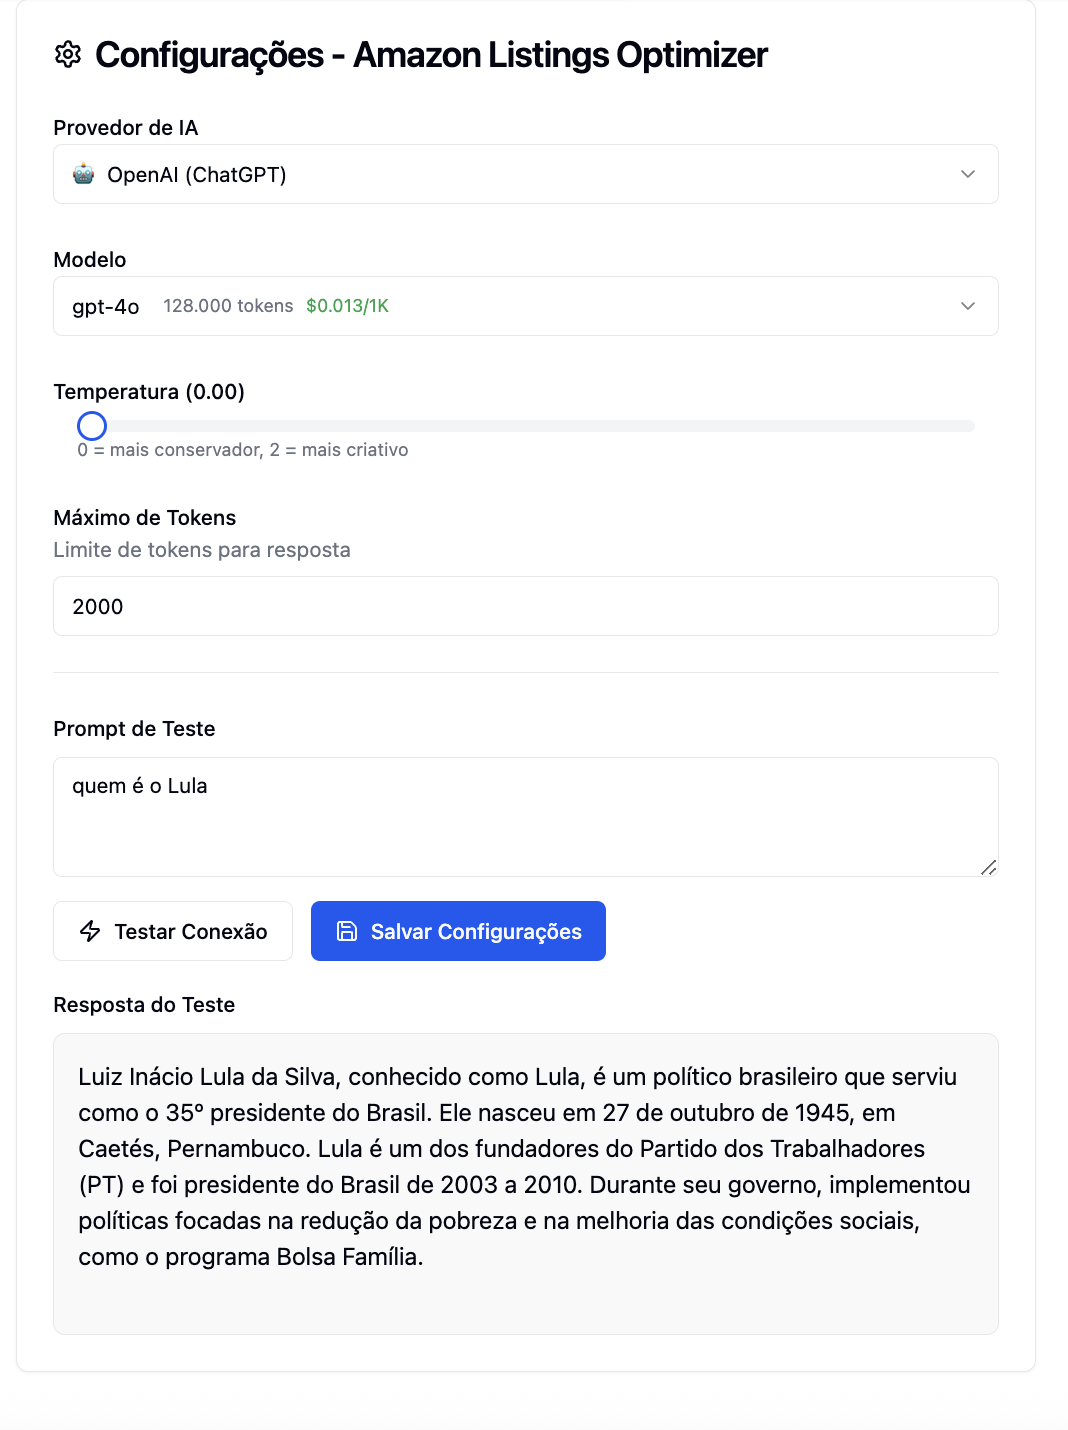 Configurações - Amazon Listings Optimizer
Provedor de IA
OpenAI (ChatGPT)
Modelo
gpt-4o 128.000 tokens $0.013/1K
Temperatura (0.00)
0 = mais conservador, 2 = mais criativo
Máximo de Tokens
Limite de tokens para resposta
2000
Prompt de Teste
quem é o Lula
Testar Conexão Salvar Configurações
Resposta do Teste
Luiz Inácio Lula da Silva, conhecido como Lula, é um político brasileiro que serviu
como o 35º presidente do Brasil. Ele nasceu em 27 de outubro de 1945, em
Caetés, Pernambuco. Lula é um dos fundadores do Partido dos Trabalhadores
(PT) e foi presidente do Brasil de 2003 a 2010. Durante seu governo, implementou
políticas focadas na redução da pobreza e na melhoria das condições sociais,
como o programa Bolsa Família.